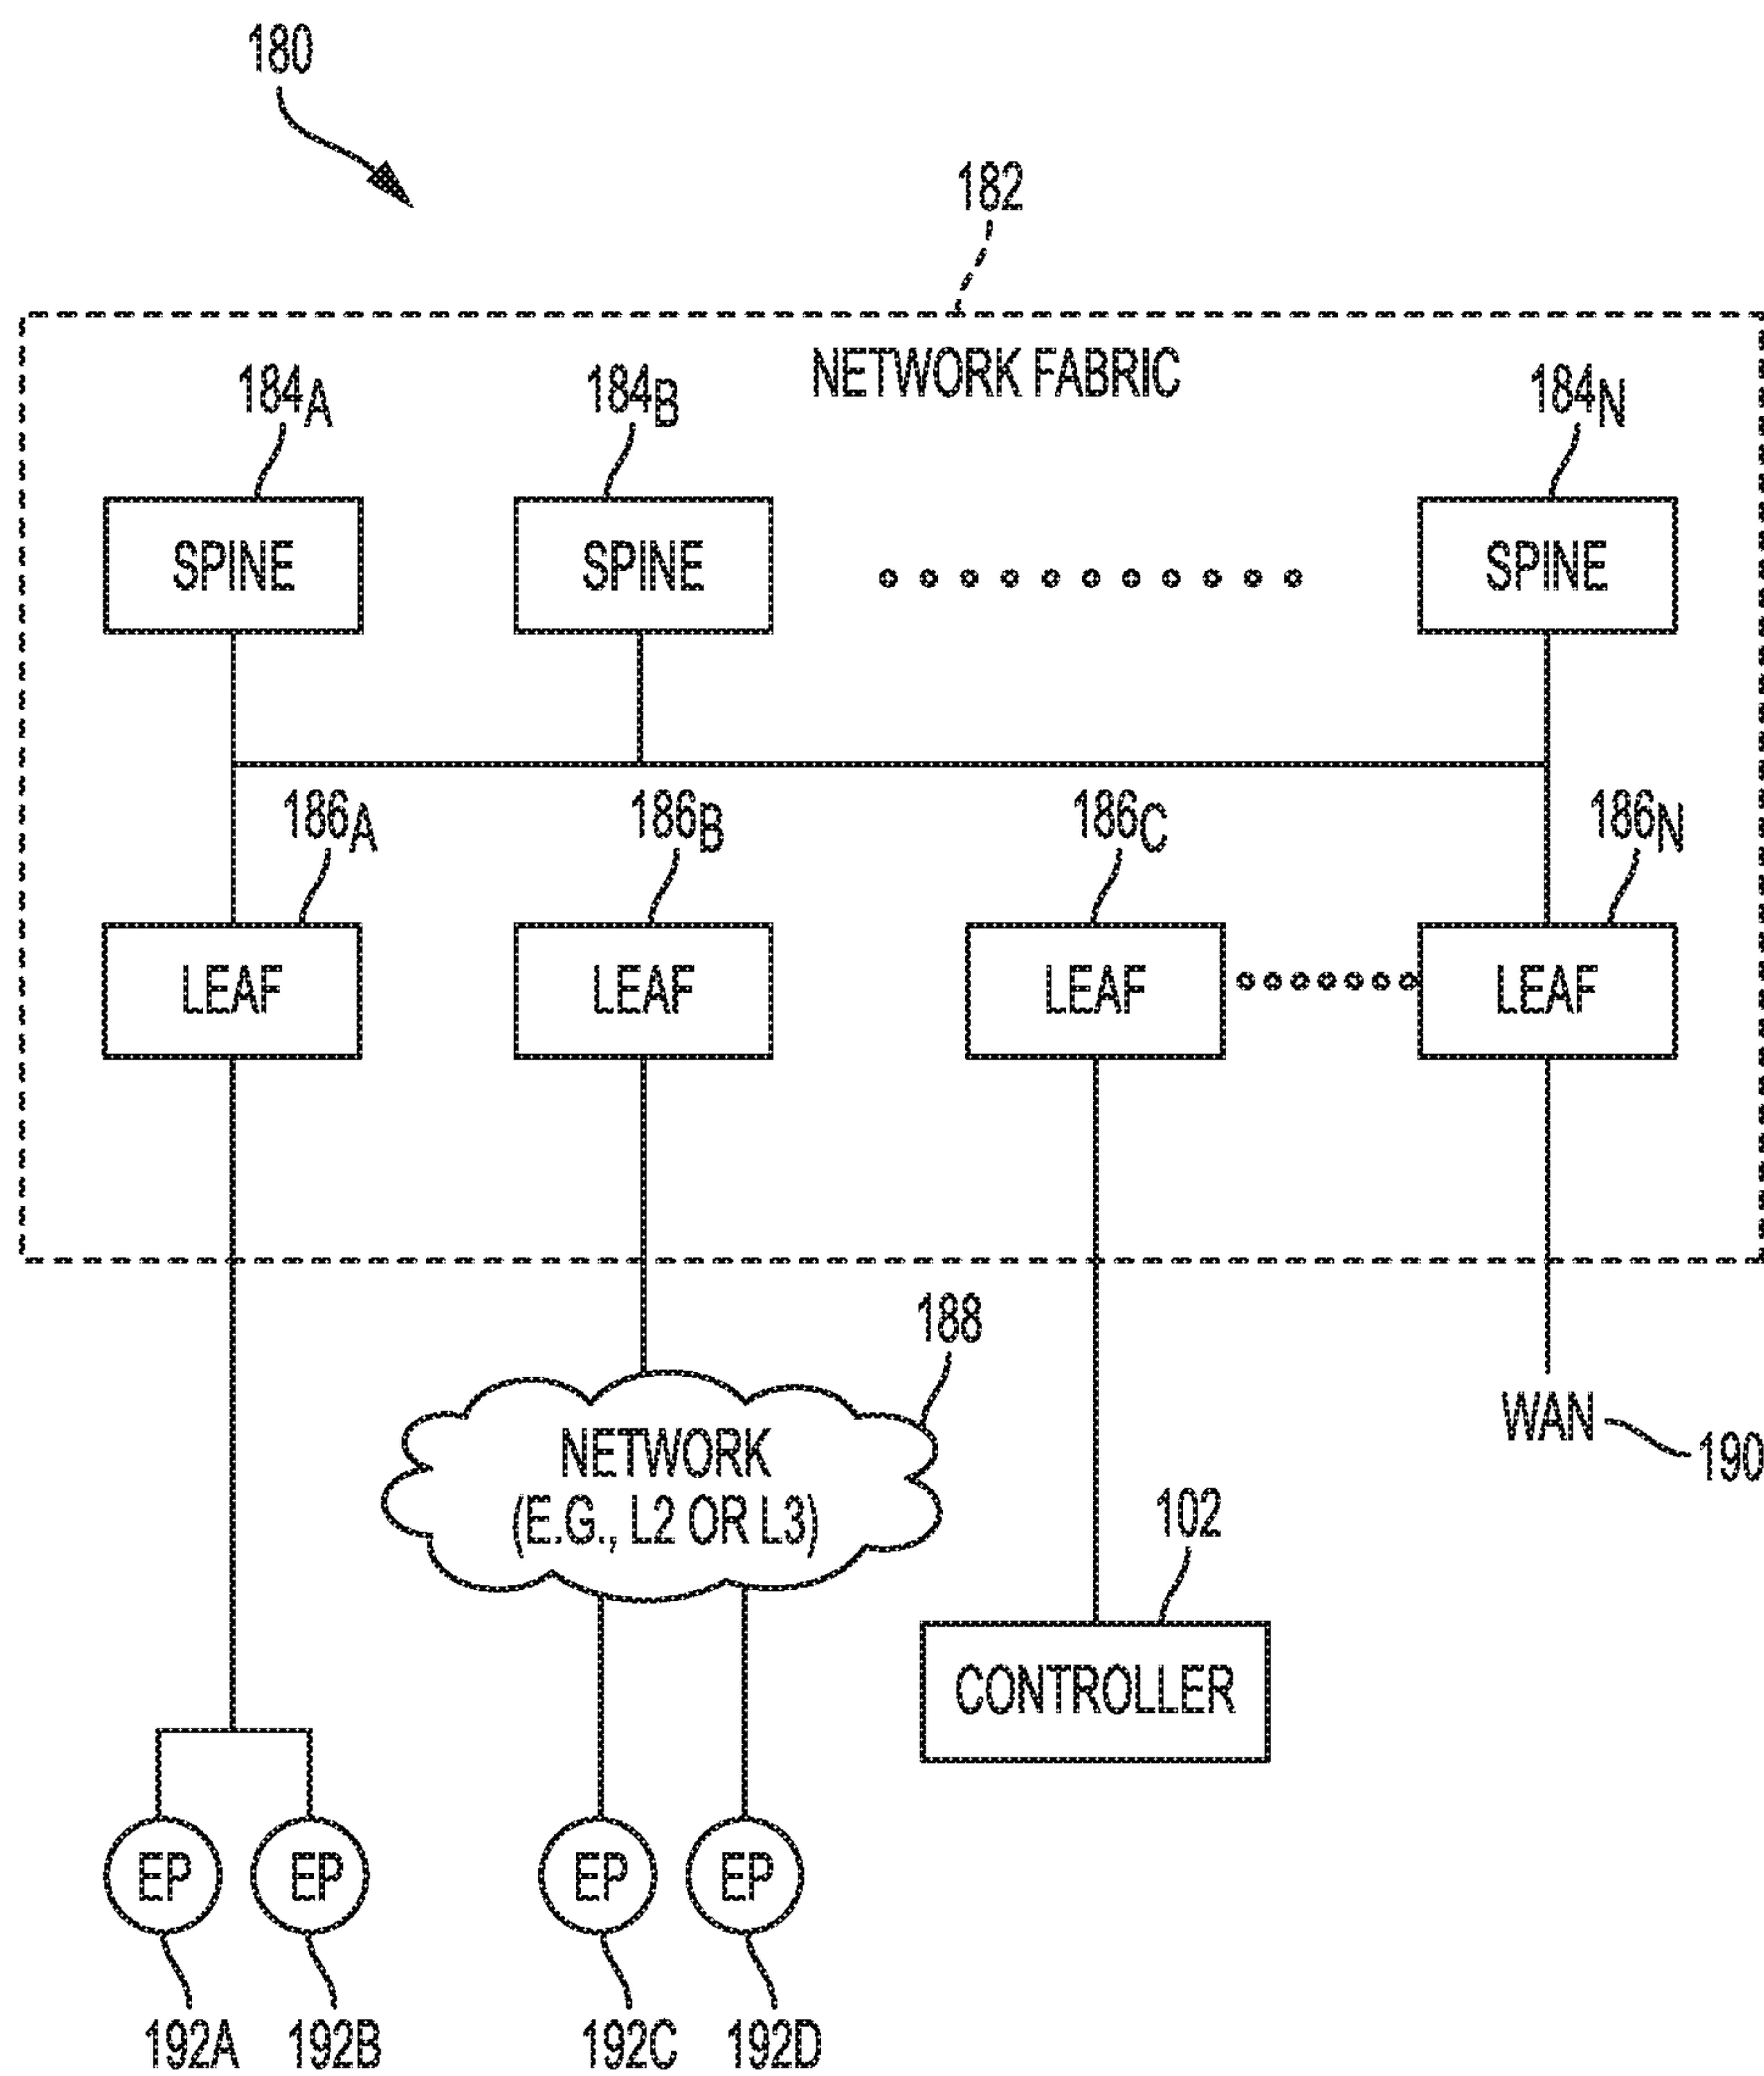 180
182
NETWORK FABRIC
184A
184B
184N
SPINE
SPINE
SPINE
186A
186B
186C
186N
LEAF
LEAF
LEAF
LEAF
188
NETWORK
(E.G., L2 OR L3)
WAN
190
102
CONTROLLER
EP
EP
EP
EP
192A
192B
192C
192D